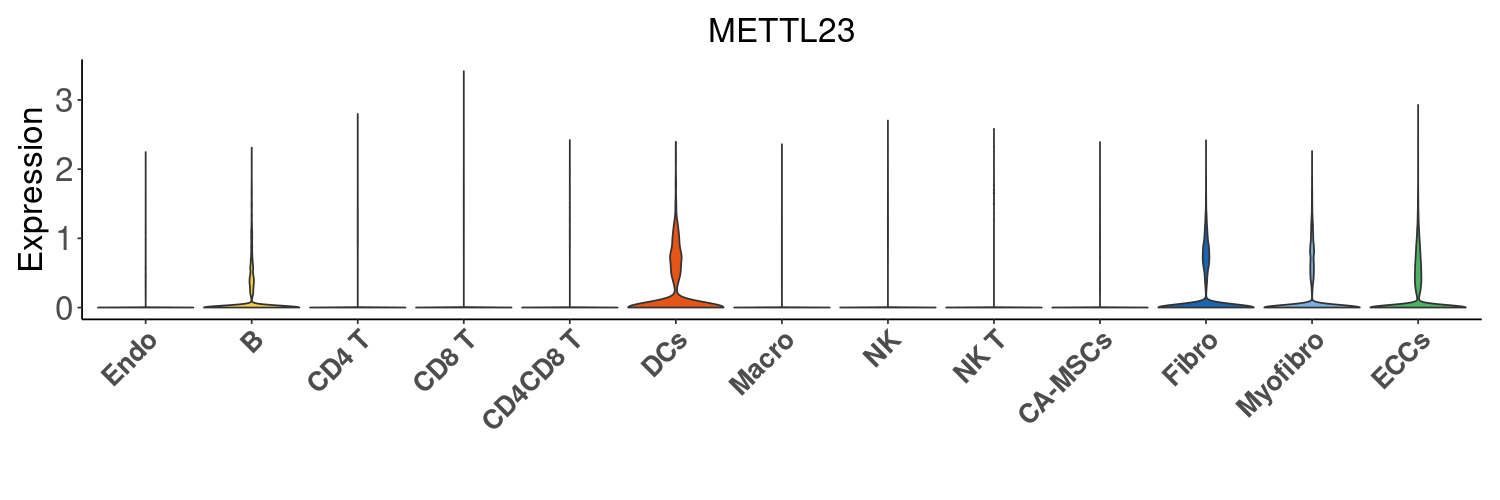 METTL23
Expression
3
2
1
0
Endo
B
CD4 T
CD8 T
CD4CD8 T
DCs
Macro
NK
NK T
CA-MSCs
Fibro
Myofibro
ECCs